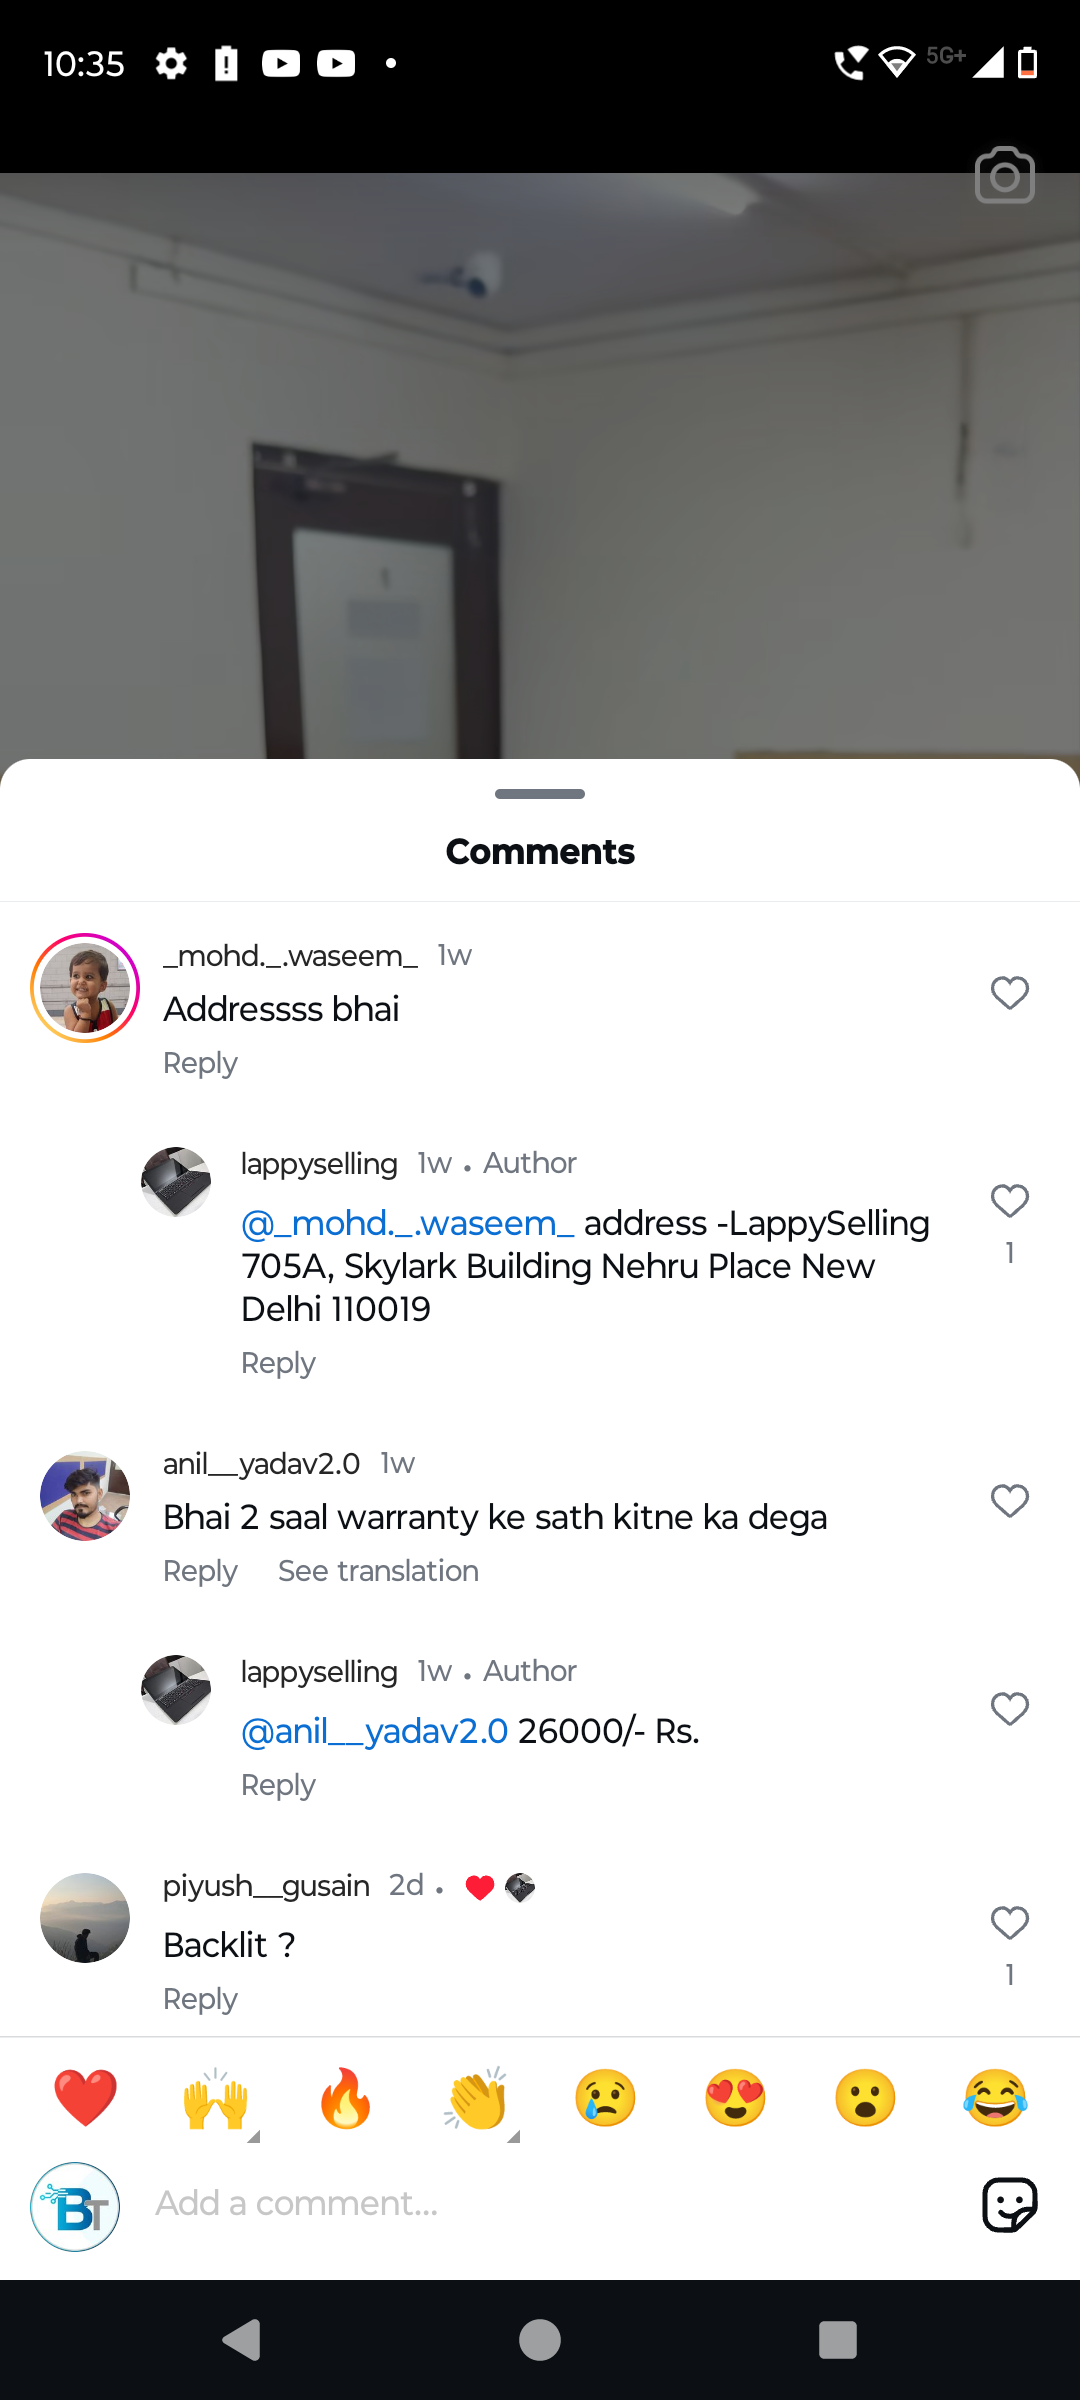 10:35
5G+
Comments
_mohd._.waseem_ 1w
Addressss bhai
Reply
lappyselling 1w • Author
@_mohd._.waseem_ address -LappySelling
705A, Skylark Building Nehru Place New
Delhi 110019
1
Reply
anil__yadav2.0 1w
Bhai 2 saal warranty ke sath kitne ka dega
Reply See translation
lappyselling 1w • Author
@anil__yadav2.0 26000/- Rs.
Reply
piyush__gusain 2d •
Backlit ?
1
Reply
BT
Add a comment...